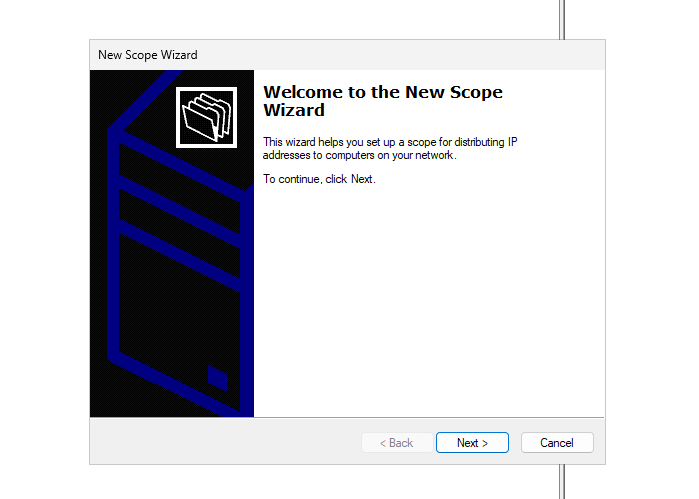 New Scope Wizard
Welcome to the New Scope
Wizard
This wizard helps you set up a scope for distributing IP
addresses to computers on your network.
To continue, click Next.
< Back
Next >
Cancel